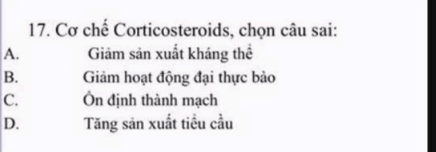 17. Cơ chế Corticosteroids, chọn câu sai:
A. Giảm sản xuất kháng thể
B. Giảm hoạt động đại thực bào
C. Ổn định thành mạch
D. Tăng sản xuất tiểu cầu